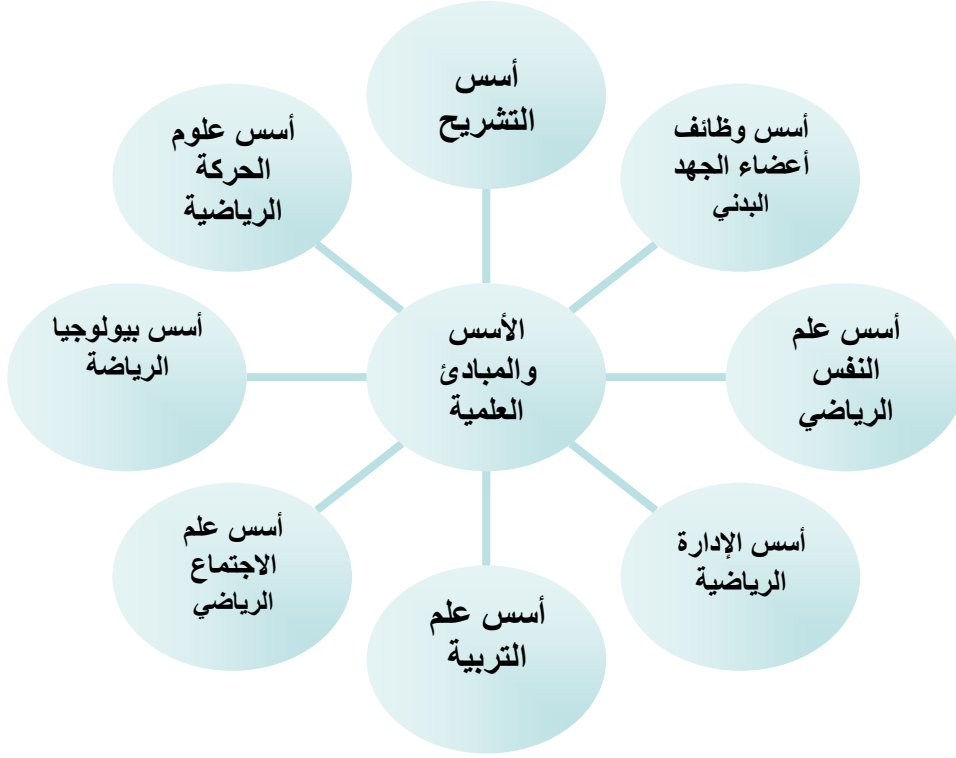 أسس
التشريح
أسس وظائف
أعضاء الجهد
البدني
أسس علم
النفس
الرياضي
أسس الإدارة
الرياضية
أسس علم
التربية
أسس علم
الاجتماع
الرياضي
أسس بيولوجيا
الرياضة
أسس علوم
الحركة
الرياضية
الأسس
والمبادئ
العلمية